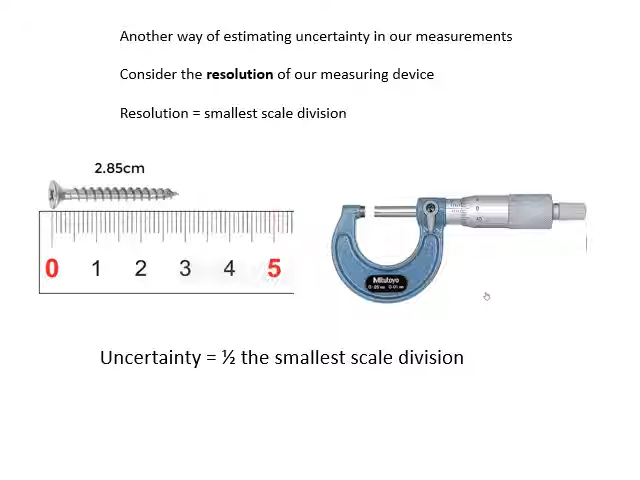 Another way of estimating uncertainty in our measurements
Consider the resolution of our measuring device
Resolution = smallest scale division
2.85cm
0 1 2 3 4 5
Mitutoyo
Uncertainty = ½ the smallest scale division